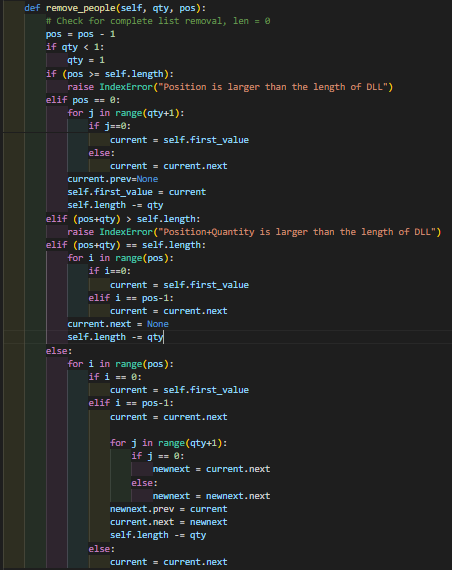 def remove_people(self, qty, pos):
    # Check for complete list removal, len = 0
    pos = pos - 1
    if qty < 1:
        qty = 1
    if (pos >= self.length):
        raise IndexError("Position is larger than the length of DLL")
    elif pos == 0:
        for j in range(qty+1):
            if j==0:
                current = self.first_value
            else:
                current = current.next
        current.prev=None
        self.first_value = current
        self.length -= qty
    elif (pos+qty) > self.length:
        raise IndexError("Position+Quantity is larger than the length of DLL")
    elif (pos+qty) == self.length:
        for i in range(pos):
            if i==0:
                current = self.first_value
            elif i == pos-1:
                current = current.next
        current.next = None
        self.length -= qty
    else:
        for i in range(pos):
            if i == 0:
                current = self.first_value
            elif i == pos-1:
                current = current.next

                for j in range(qty+1):
                    if j == 0:
                        newnext = current.next
                    else:
                        newnext = newnext.next
                newnext.prev = current
                current.next = newnext
                self.length -= qty
            else:
                current = current.next